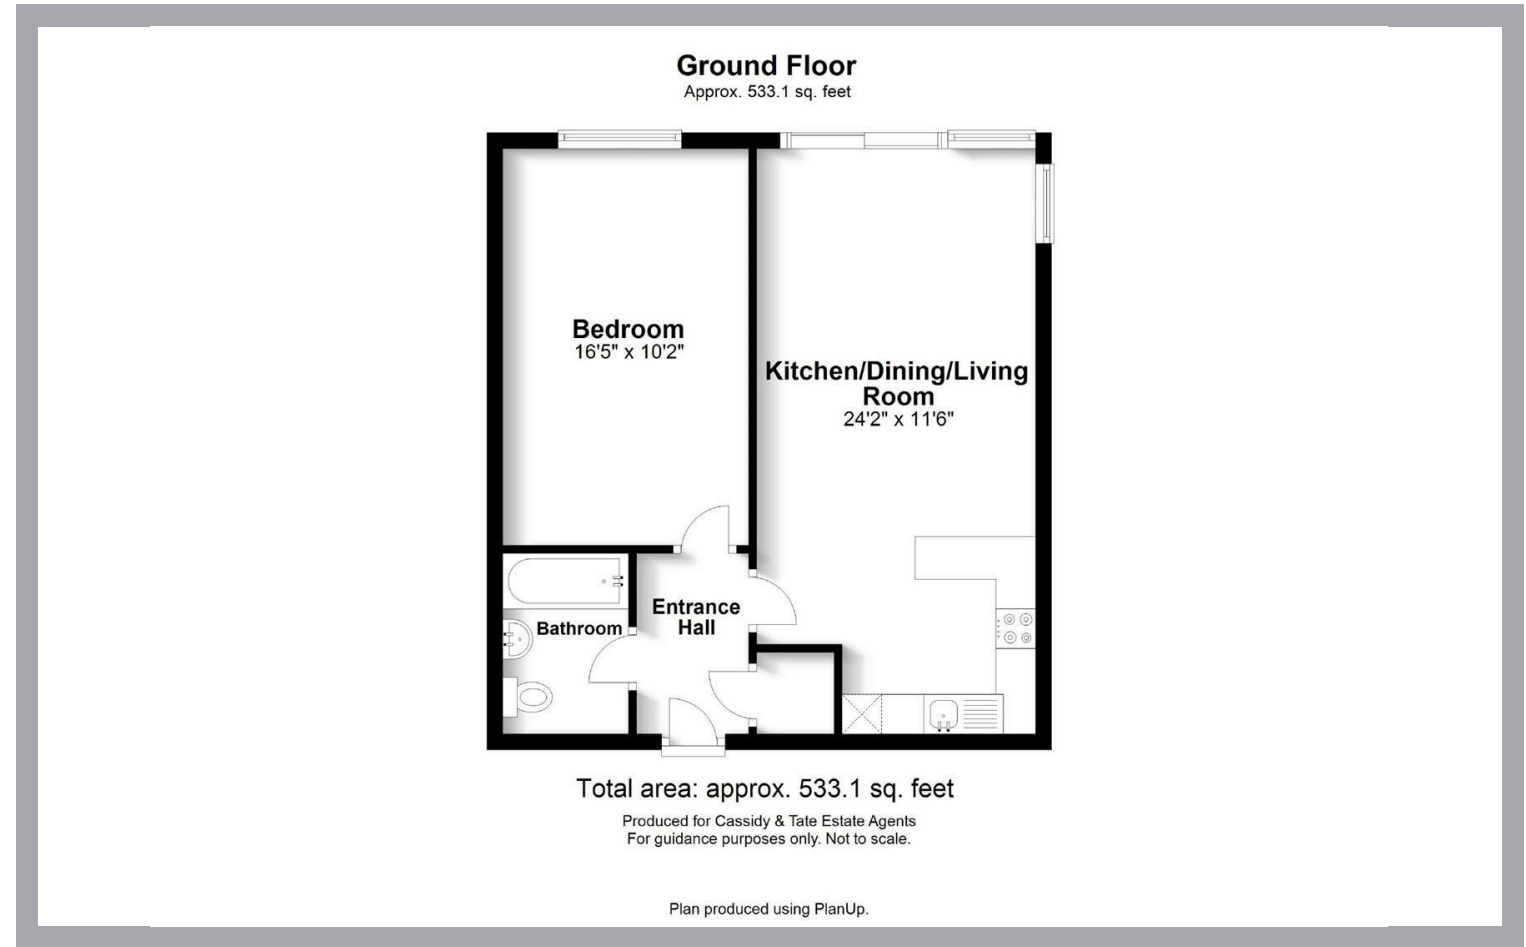 Ground Floor
Approx. 533.1 sq. feet
Bedroom
16'5" x 10'2"
Kitchen/Dining/Living
Room
24'2" x 11'6"
Entrance
Hall
Bathroom
Total area: approx. 533.1 sq. feet
Produced for Cassidy & Tate Estate Agents
For guidance purposes only. Not to scale.
Plan produced using PlanUp.